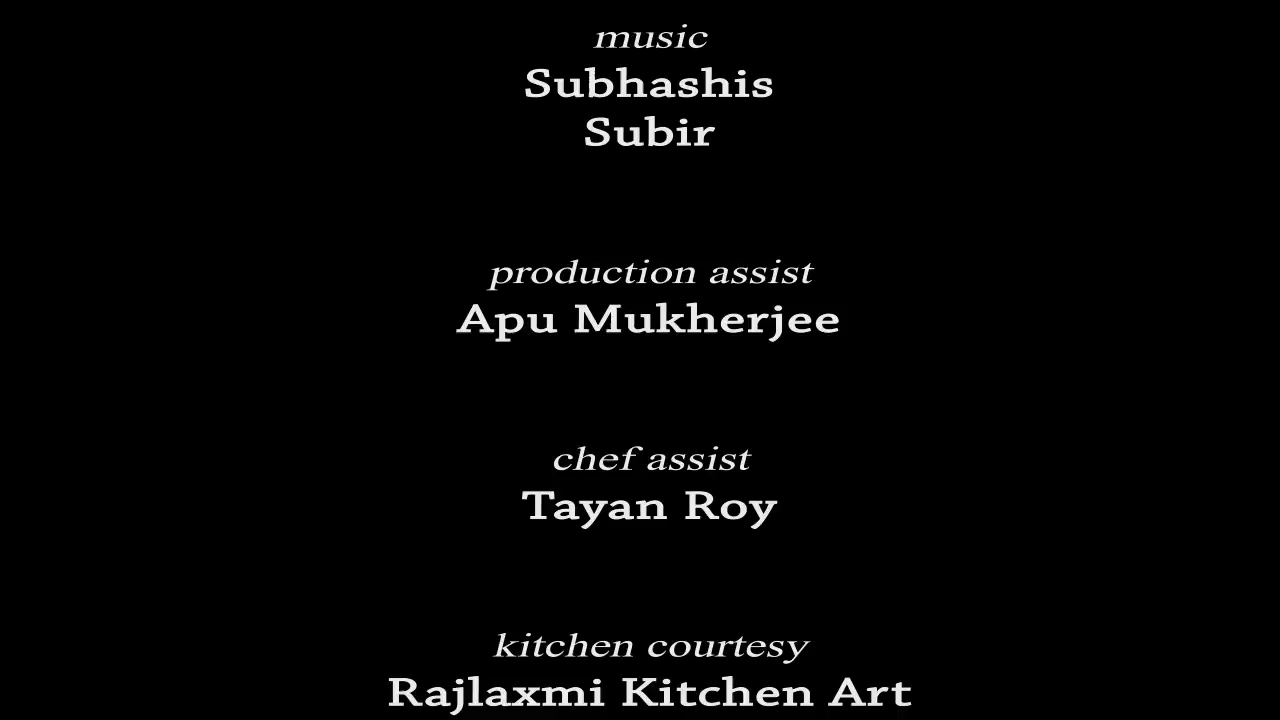 music
Subhashis
Subir
production assist
Apu Mukherjee
chef assist
Tayan Roy
kitchen courtesy
Rajlaxmi Kitchen Art